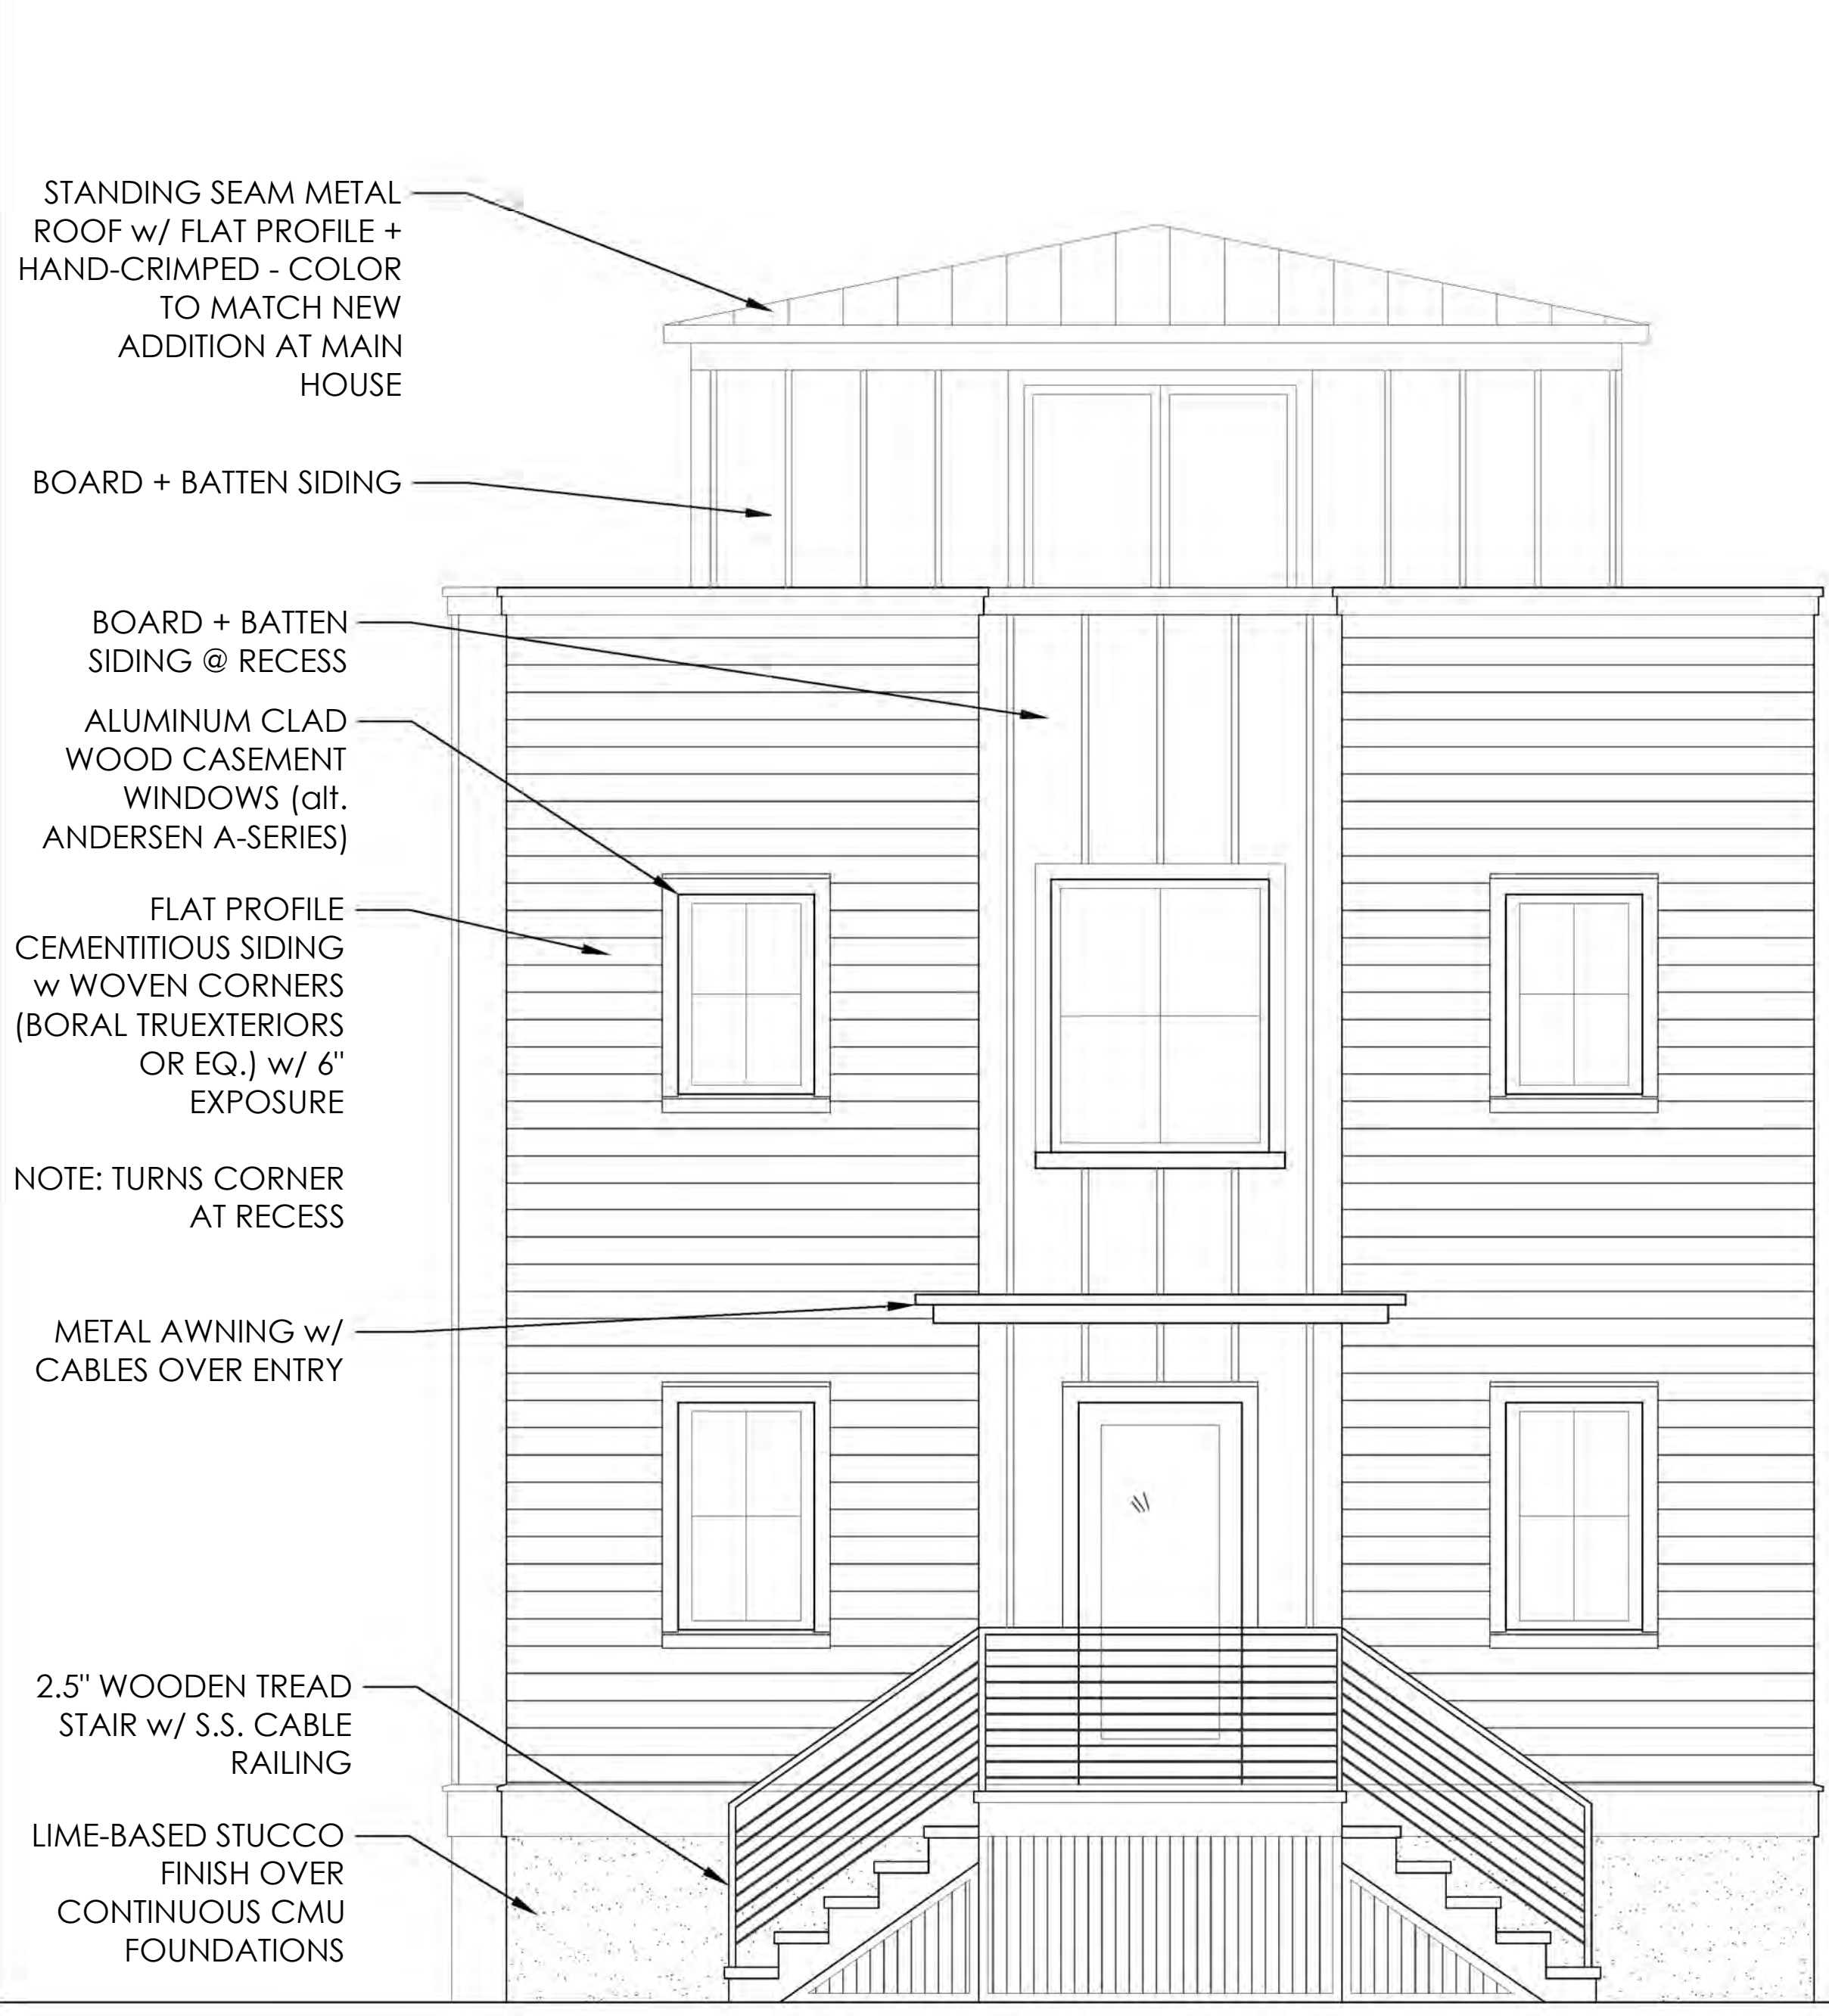 STANDING SEAM METAL
ROOF w/ FLAT PROFILE +
HAND-CRIMPED - COLOR
TO MATCH NEW
ADDITION AT MAIN
HOUSE
BOARD + BATTEN SIDING
BOARD + BATTEN
SIDING @ RECESS
ALUMINUM CLAD
WOOD CASEMENT
WINDOWS (alt.
ANDERSEN A-SERIES)
FLAT PROFILE
CEMENTITIOUS SIDING
w WOVEN CORNERS
(BORAL TRUEXTERIORS
OR EQ.) w/ 6"
EXPOSURE
NOTE: TURNS CORNER
AT RECESS
METAL AWNING w/
CABLES OVER ENTRY
2.5" WOODEN TREAD
STAIR w/ S.S. CABLE
RAILING
LIME-BASED STUCCO
FINISH OVER
CONTINUOUS CMU
FOUNDATIONS